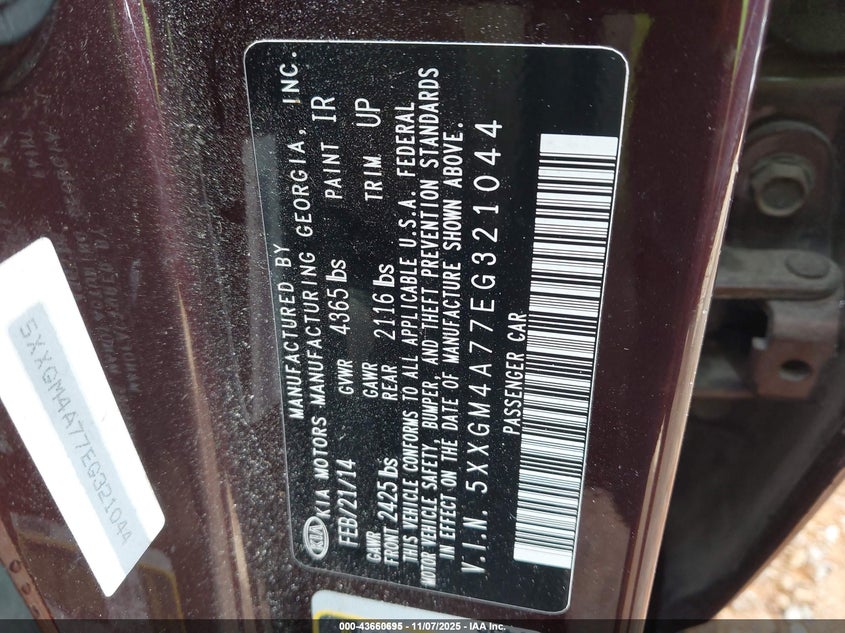 MANUFACTURED BY
KIA KIA MOTORS MANUFACTURING GEORGIA, INC.
FEB/21/14 GVWR 4365 lbs PAINT IR
GAWR FRONT 2425 lbs GAWR REAR 2116 lbs TRIM UP
THIS VEHICLE CONFORMS TO ALL APPLICABLE U.S.A. FEDERAL
MOTOR VEHICLE SAFETY, BUMPER, AND THEFT PREVENTION STANDARDS
IN EFFECT ON THE DATE OF MANUFACTURE SHOWN ABOVE.
V.I.N. 5XXGM4A77EG321044
PASSENGER CAR
5XXGM4A77EG321044
000-43660695 - 11/07/2025 - IAA Inc.